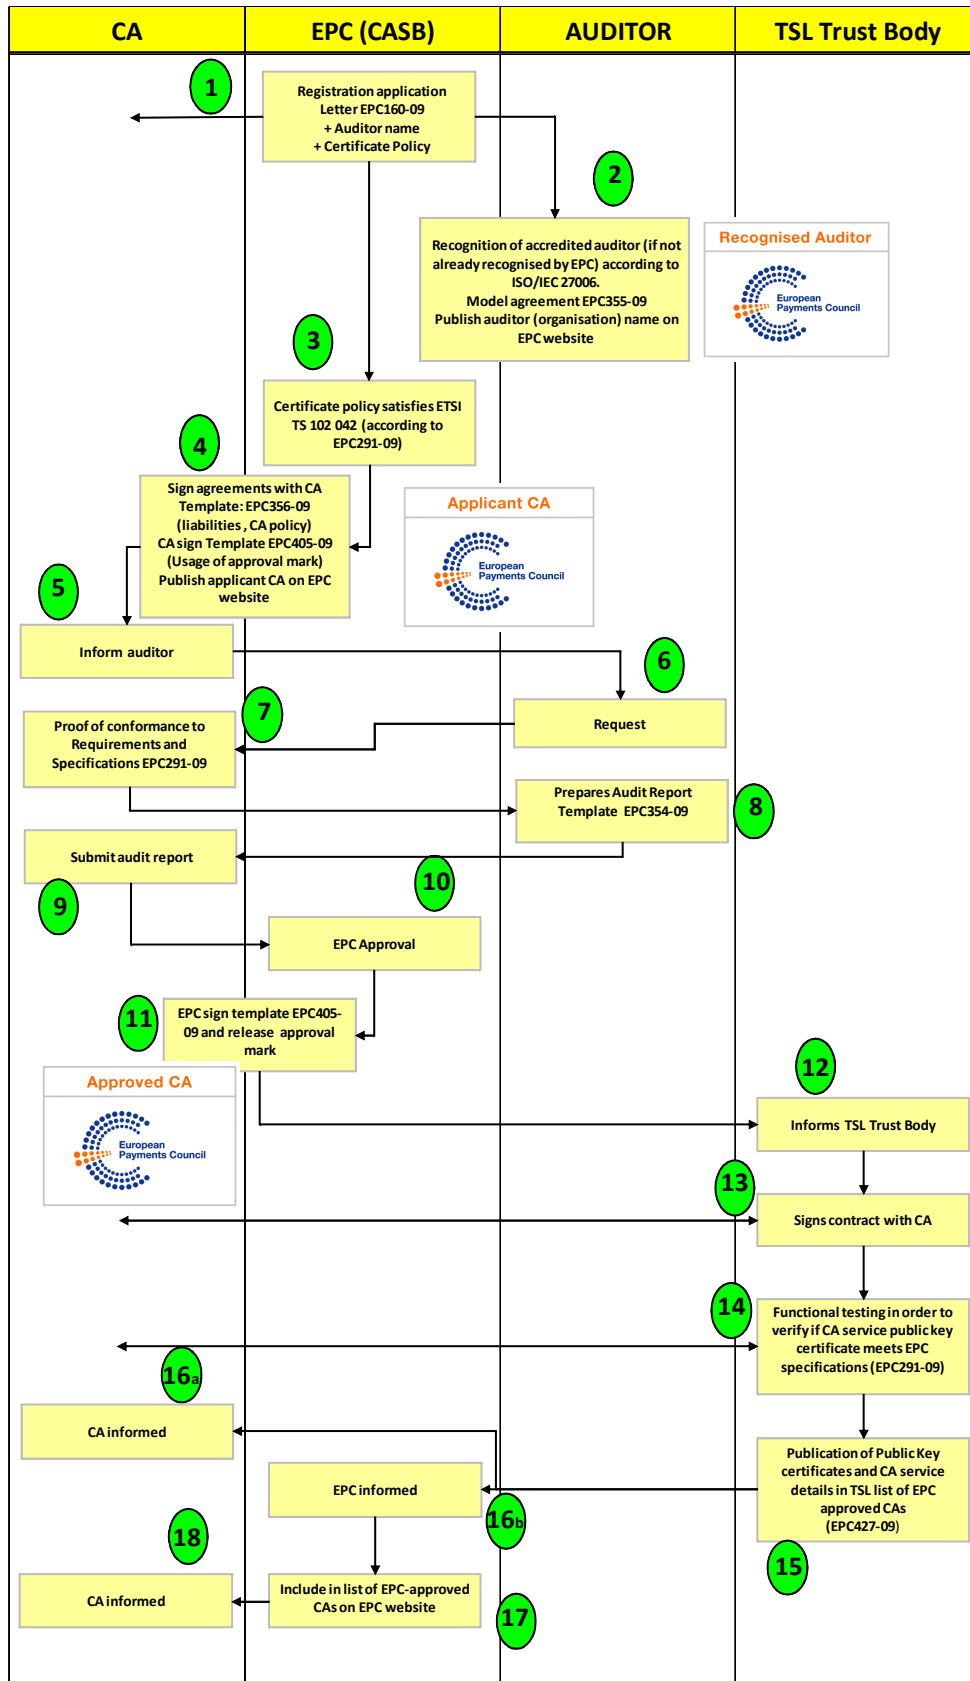 CA
EPC (CASB)
AUDITOR
TSL Trust Body
1
Registration application
Letter EPC160-09
+ Auditor name
+ Certificate Policy
2
Recognition of accredited auditor (if not
already recognised by EPC) according to
ISO/IEC 27006.
Model agreement EPC355-09
Publish auditor (organisation) name on
EPC website
Recognised Auditor
European
Payments Council
3
Certificate policy satisfies ETSI
TS 102 042 (according to
EPC291-09)
4
Sign agreements with CA
Template: EPC356-09
(liabilities , CA policy)
CA sign Template EPC405-09
(Usage of approval mark)
Publish applicant CA on EPC
website
Applicant CA
European
Payments Council
5
Inform auditor
6
Request
7
Proof of conformance to
Requirements and
Specifications EPC291-09
Prepares Audit Report
Template EPC354-09
8
Submit audit report
9
10
EPC Approval
11
EPC sign template EPC405-
09 and release approval
mark
Approved CA
European
Payments Council
12
Informs TSL Trust Body
13
Signs contract with CA
14
Functional testing in order to
verify if CA service public key
certificate meets EPC
specifications (EPC291-09)
16a
CA informed
Publication of Public Key
certificates and CA service
details in TSL list of EPC
approved CAs
(EPC427-09)
15
EPC informed
16b
18
CA informed
Include in list of EPC-approved
CAs on EPC website
17